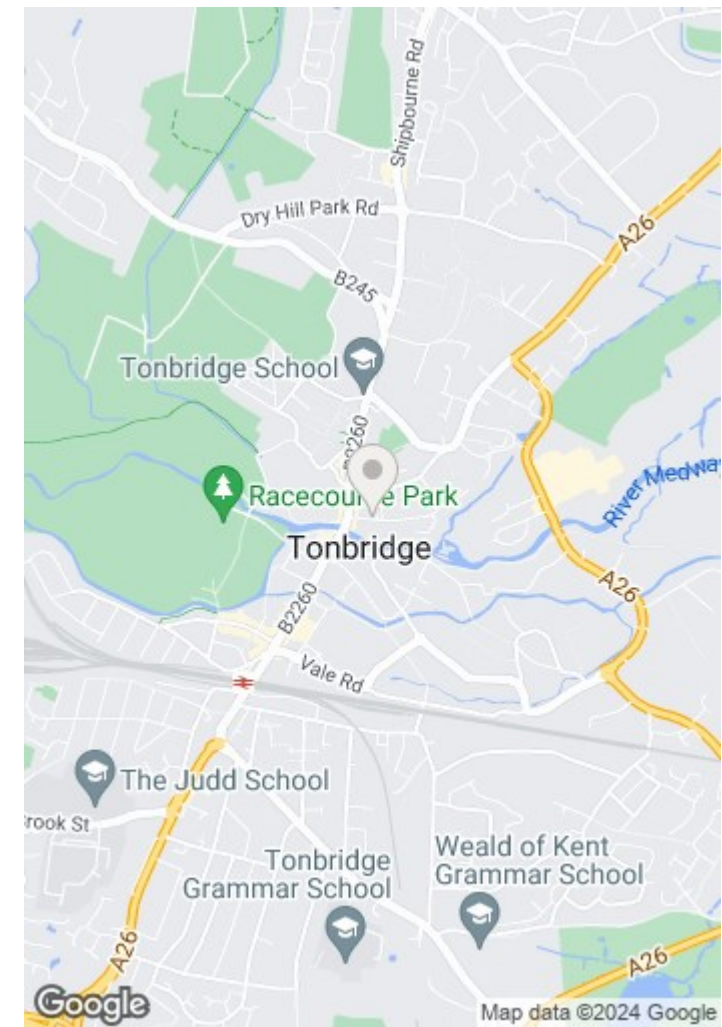 Shipbourne Rd
Dry Hill Park Rd
A26
B245
Tonbridge School
B2260
Racecourse Park
River Medway
Tonbridge
A26
B2260
Vale Rd
The Judd School
Brook St
Weald of Kent
Grammar School
Tonbridge
Grammar School
A26
A26
Google
Map data ©2024 Google